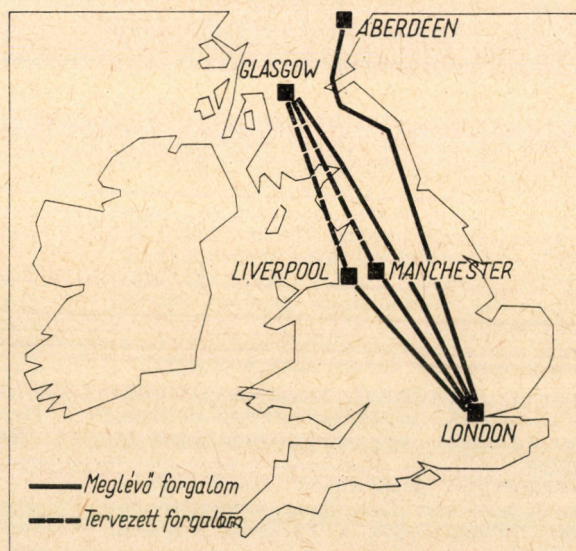 ABERDEEN
GLASGOW
LIVERPOOL
MANCHESTER
LONDON
Meglévő forgalom
Tervezett forgalom